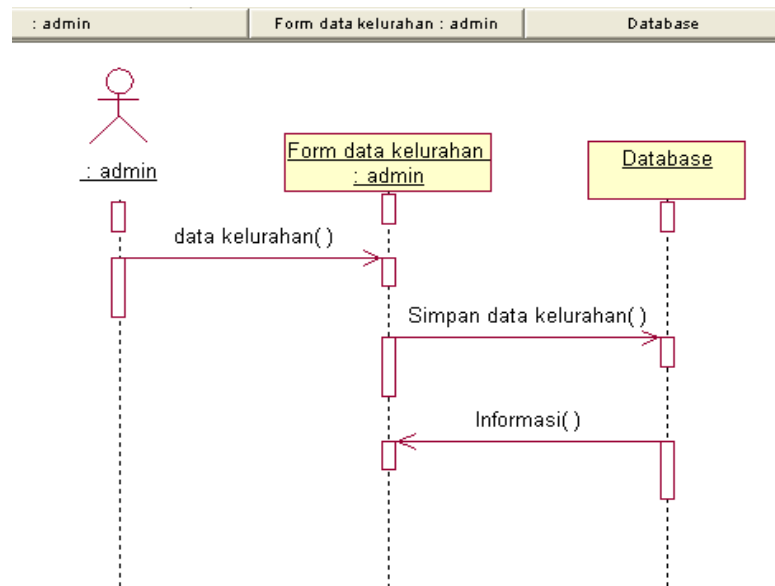 : admin
Form data kelurahan : admin
Database
: admin
Form data kelurahan
: admin
Database
data kelurahan( )
Simpan data kelurahan( )
Informasi( )